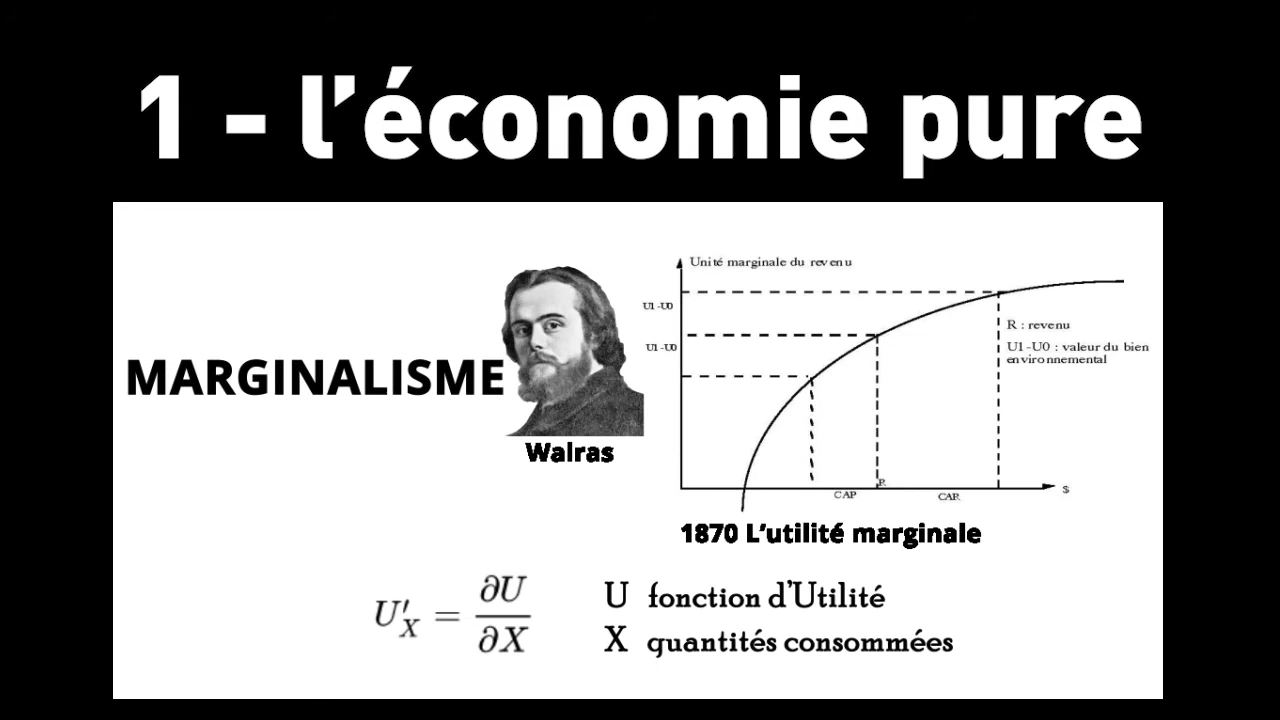 1 - l’économie pure
MARGINALISME
Walras
Unité marginale du revenu
U1-U0
U1-U0
R : revenu
U1-U0 : valeur du bien
environnemental
R
CAP
CAR
$
1870 L’utilité marginale
U′X = ∂U / ∂X
U fonction d’Utilité
X quantités consommées